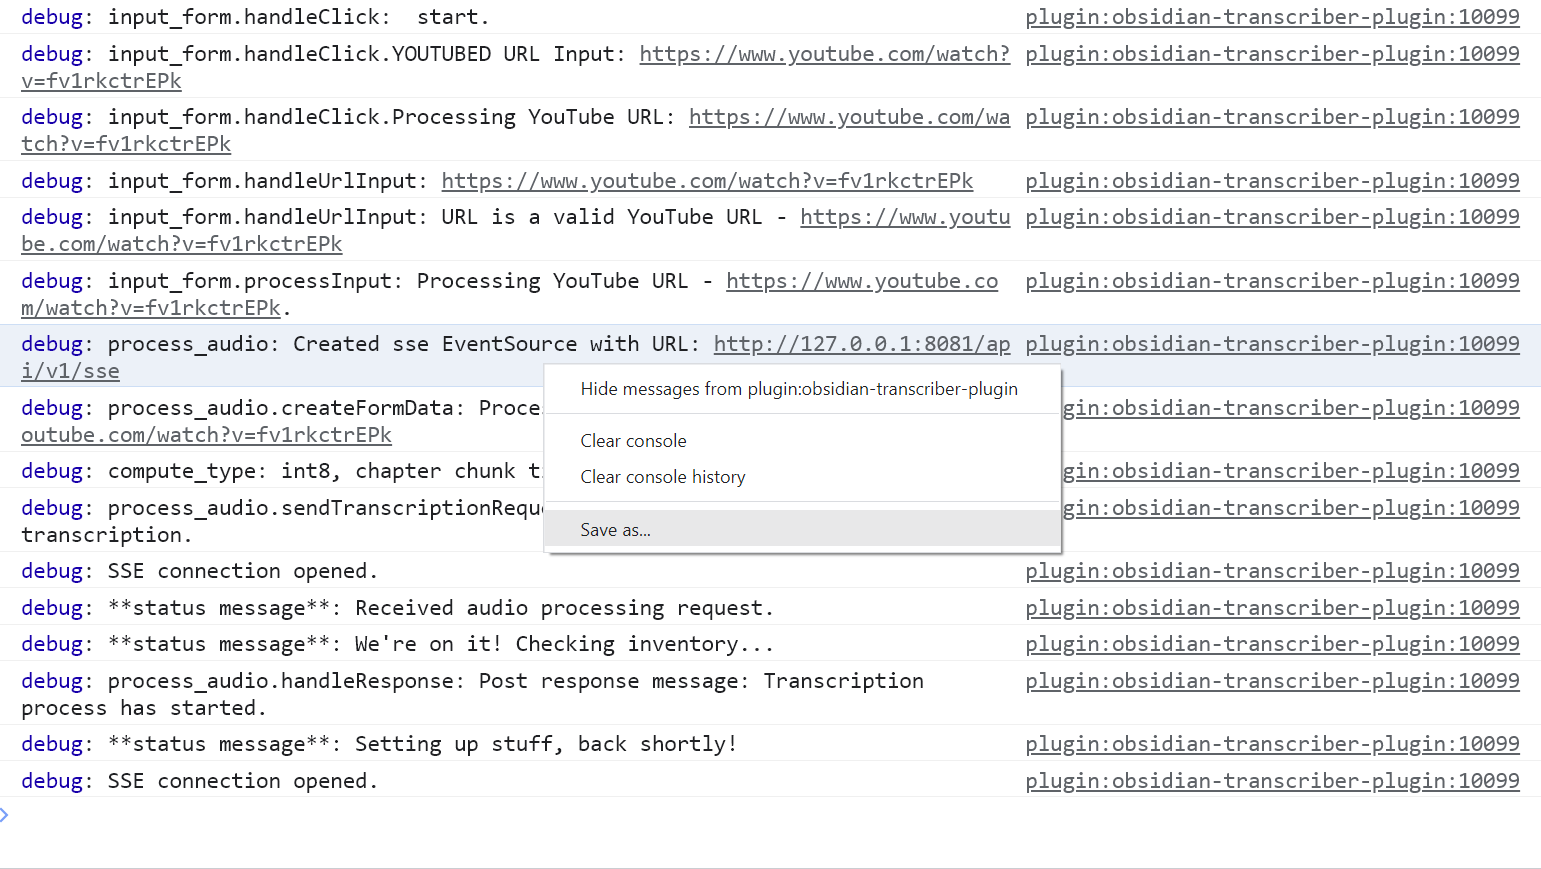 debug: input_form.handleClick:  start. plugin:obsidian-transcriber-plugin:10099
debug: input_form.handleClick.YOUTUBED URL Input: https://www.youtube.com/watch? plugin:obsidian-transcriber-plugin:10099
v=fv1rkctrEPk
debug: input_form.handleClick.Processing YouTube URL: https://www.youtube.com/wa plugin:obsidian-transcriber-plugin:10099
tch?v=fv1rkctrEPk
debug: input_form.handleUrlInput: https://www.youtube.com/watch?v=fv1rkctrEPk plugin:obsidian-transcriber-plugin:10099
debug: input_form.handleUrlInput: URL is a valid YouTube URL - https://www.youtu plugin:obsidian-transcriber-plugin:10099
be.com/watch?v=fv1rkctrEPk
debug: input_form.processInput: Processing YouTube URL - https://www.youtube.co plugin:obsidian-transcriber-plugin:10099
m/watch?v=fv1rkctrEPk.
debug: process_audio: Created sse EventSource with URL: http://127.0.0.1:8081/ap plugin:obsidian-transcriber-plugin:10099
i/v1/sse
Hide messages from plugin:obsidian-transcriber-plugin
Clear console
Clear console history
Save as...
debug: process_audio.createFormData: Proce gin:obsidian-transcriber-plugin:10099
outube.com/watch?v=fv1rkctrEPk
debug: compute_type: int8, chapter chunk t gin:obsidian-transcriber-plugin:10099
debug: process_audio.sendTranscriptionRequ gin:obsidian-transcriber-plugin:10099
transcription.
debug: SSE connection opened. plugin:obsidian-transcriber-plugin:10099
debug: **status message**: Received audio processing request. plugin:obsidian-transcriber-plugin:10099
debug: **status message**: We're on it! Checking inventory... plugin:obsidian-transcriber-plugin:10099
debug: process_audio.handleResponse: Post response message: Transcription plugin:obsidian-transcriber-plugin:10099
process has started.
debug: **status message**: Setting up stuff, back shortly! plugin:obsidian-transcriber-plugin:10099
debug: SSE connection opened. plugin:obsidian-transcriber-plugin:10099